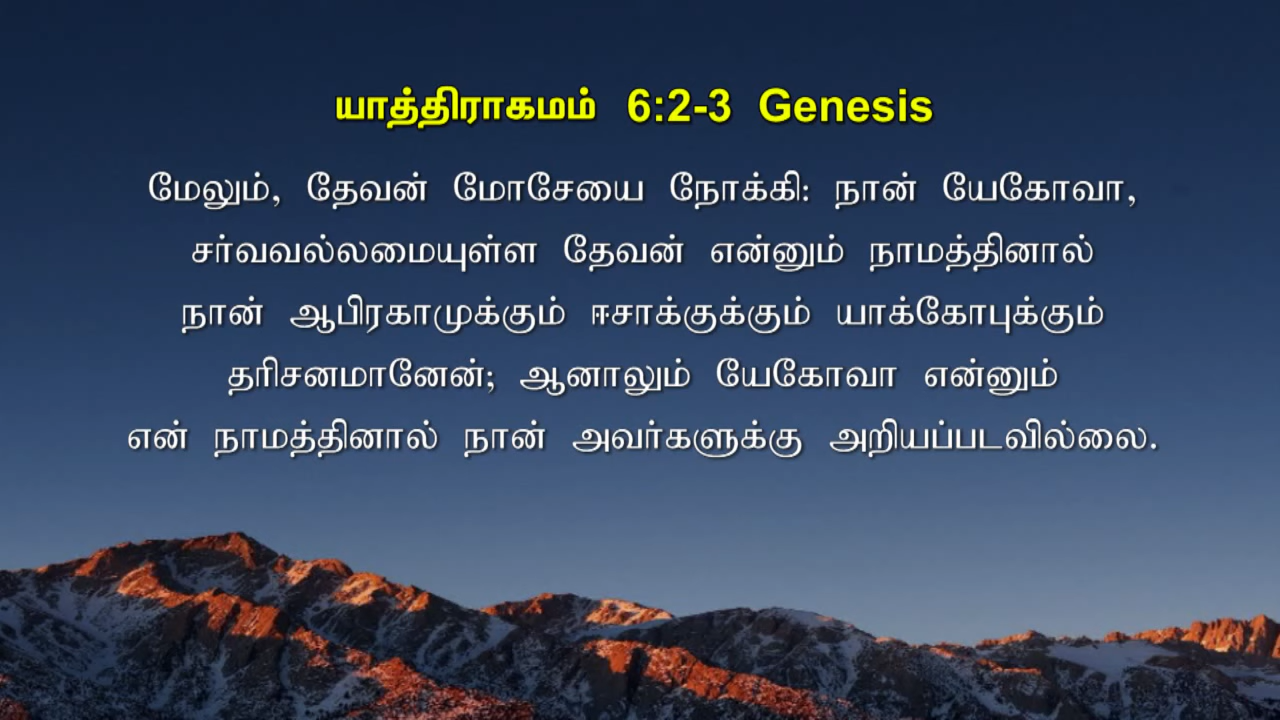 யாத்திராகமம் 6:2-3 Genesis
மேலும், தேவன் மோசேயை நோக்கி: நான் யேகோவா,
சர்வவல்லமையுள்ள தேவன் என்னும் நாமத்தினால்
நான் ஆபிரகாமுக்கும் ஈசாக்குக்கும் யாக்கோபுக்கும்
தரிசனமானேன்; ஆனாலும் யேகோவா என்னும்
என் நாமத்தினால் நான் அவர்களுக்கு அறியப்படவில்லை.